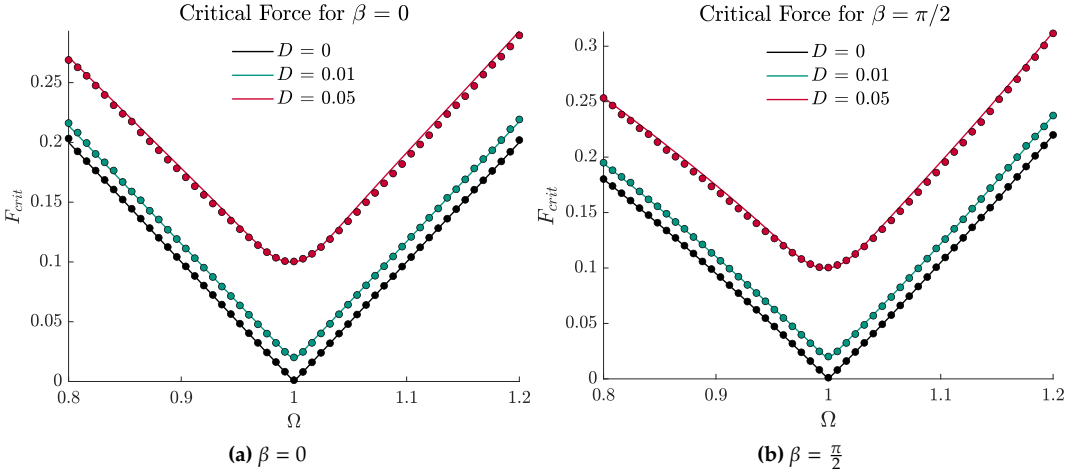 Critical Force for β = 0
D = 0
D = 0.01
D = 0.05
0.25
0.2
0.15
0.1
0.05
0
F_crit
0.8
0.9
1
1.1
1.2
Ω
(a) β = 0
Critical Force for β = π/2
D = 0
D = 0.01
D = 0.05
0.3
0.25
0.2
0.15
0.1
0.05
0
F_crit
0.8
0.9
1
1.1
1.2
Ω
(b) β = π/2